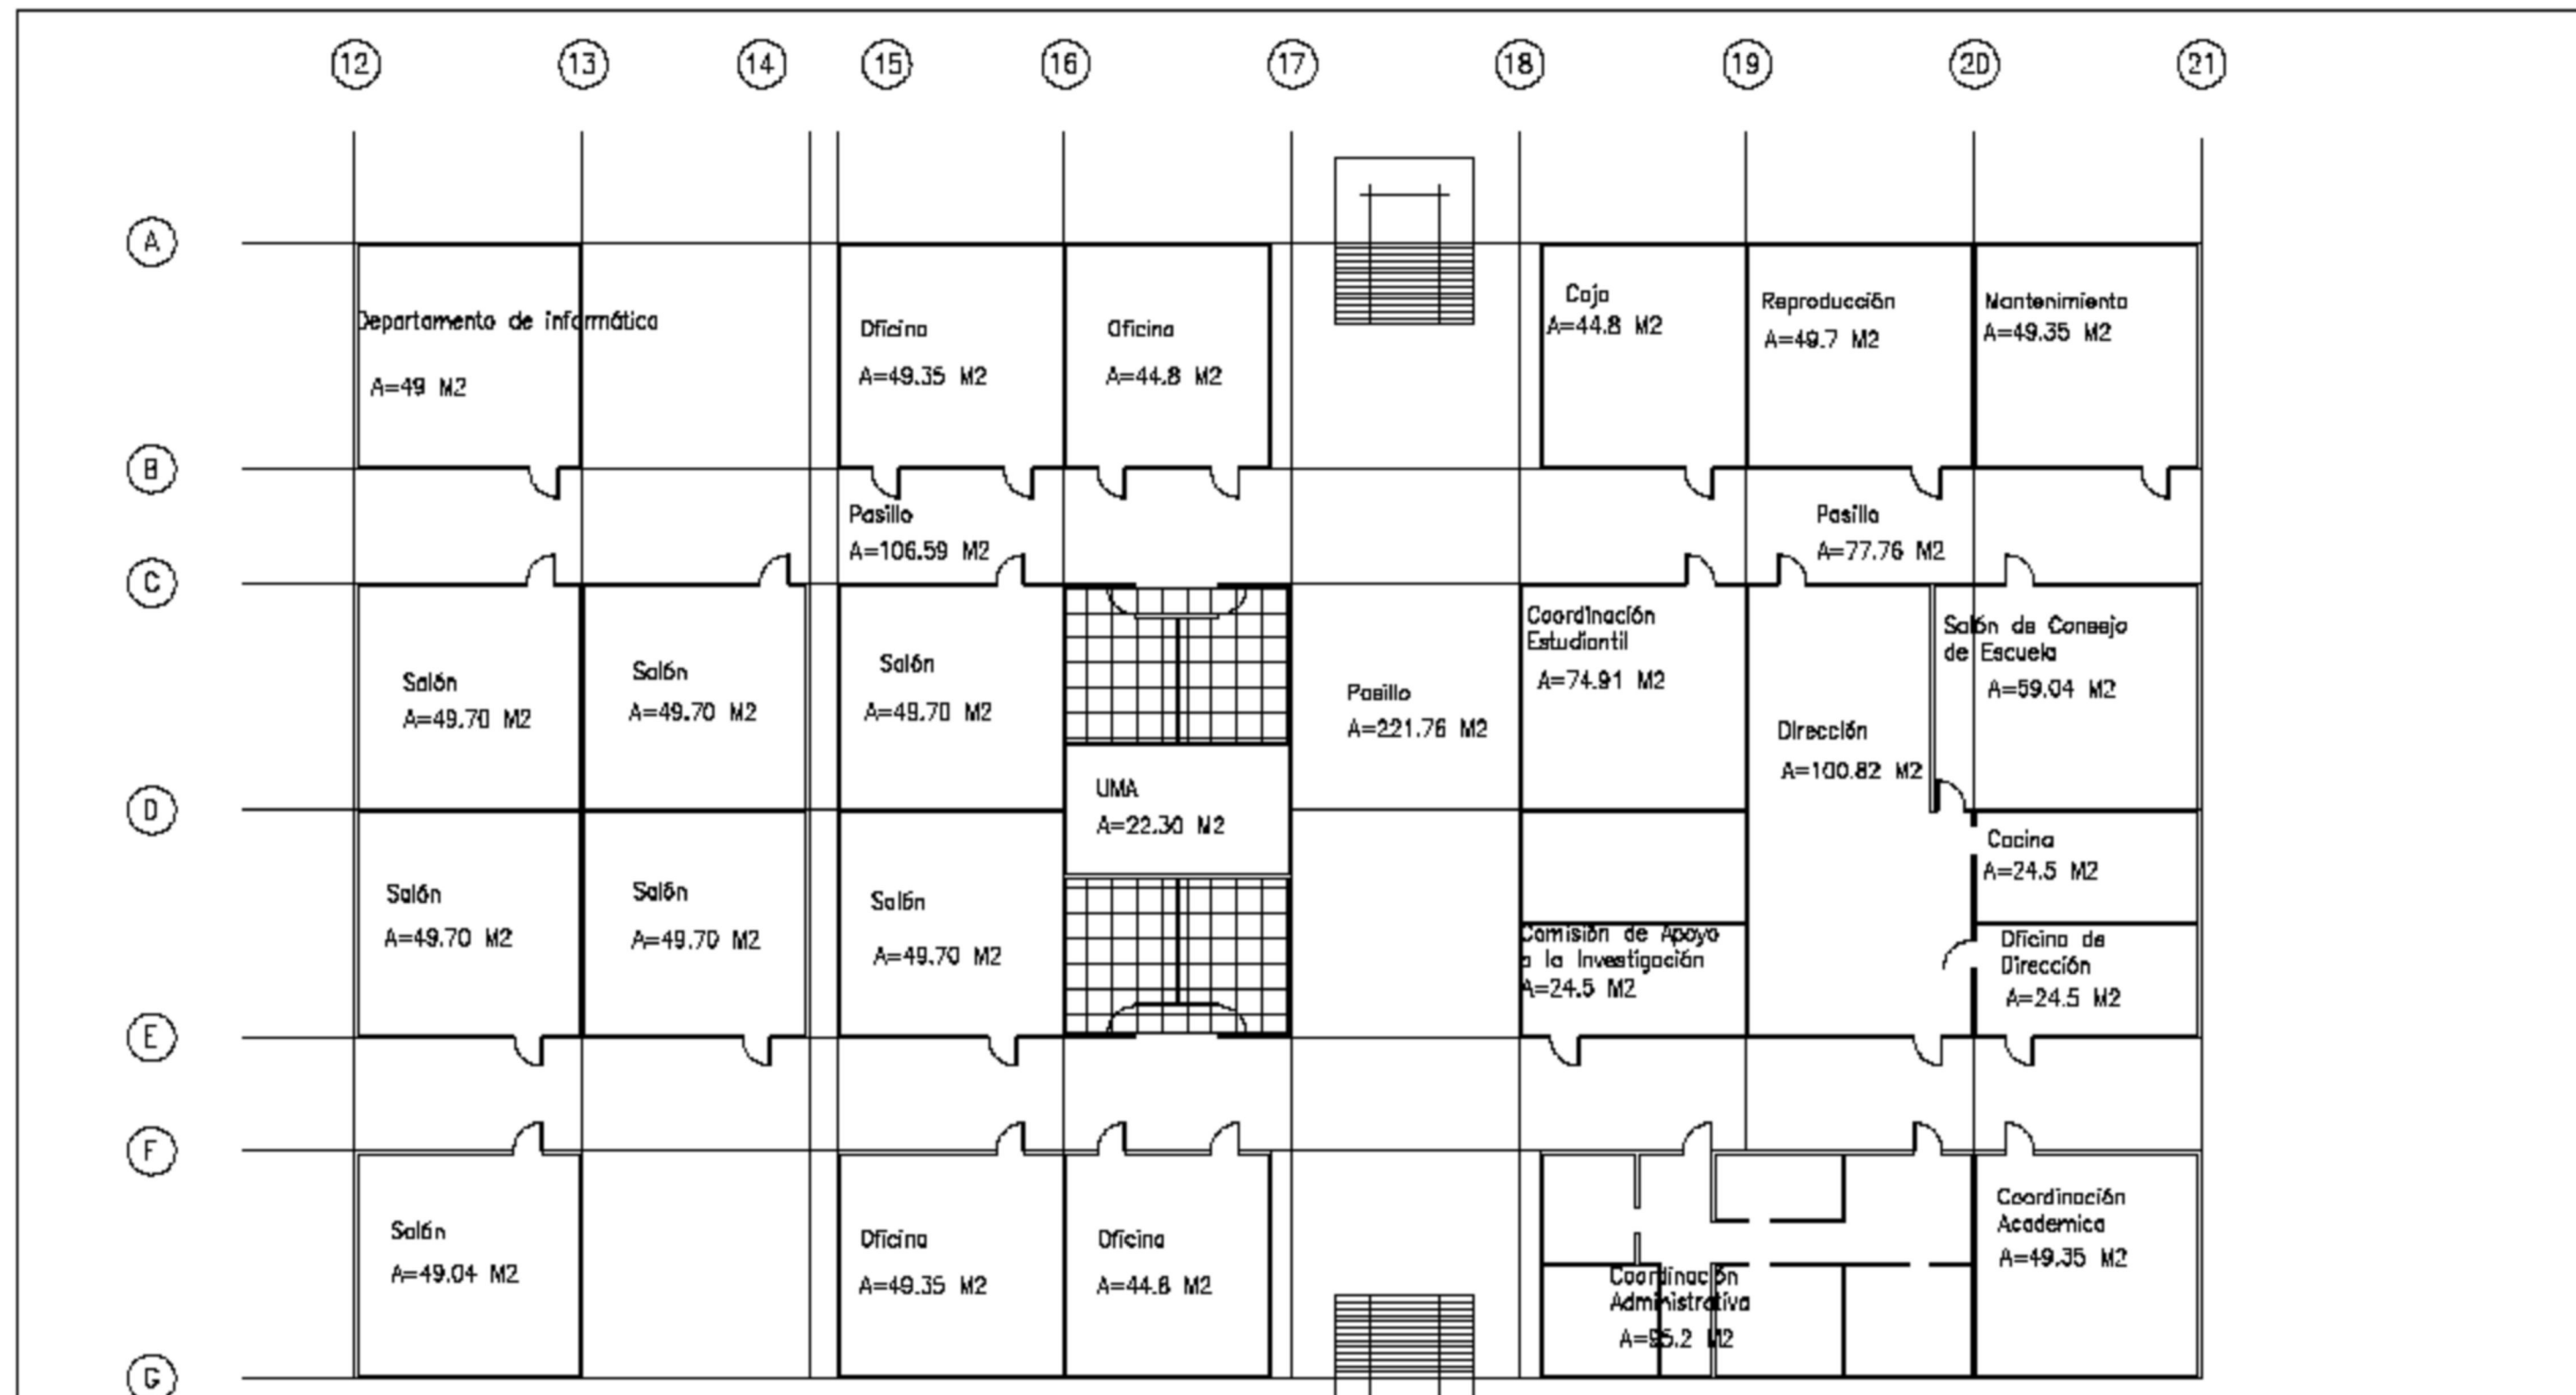 12 13 14 15 16 17 18 19 20 21
A
Departamento de informática
A=49 M2
Oficina
A=49.35 M2
Oficina
A=44.8 M2
Caja
A=44.8 M2
Reproducción
A=49.7 M2
Mantenimiento
A=49.35 M2
B
Pasillo
A=106.59 M2
Pasillo
A=77.76 M2
C
Salón
A=49.70 M2
Salón
A=49.70 M2
Salón
A=49.70 M2
Pasillo
A=221.76 M2
Coordinación
Estudiantil
A=74.91 M2
Dirección
A=100.82 M2
Salón de Consejo
de Escuela
A=59.04 M2
UMA
A=22.30 M2
D
Cocina
A=24.5 M2
Salón
A=49.70 M2
Salón
A=49.70 M2
Salón
A=49.70 M2
Comisión de Apoyo
a la Investigación
A=24.5 M2
Oficina de
Dirección
A=24.5 M2
E
F
Salón
A=49.04 M2
Oficina
A=49.35 M2
Oficina
A=44.8 M2
Coordinación
Administrativa
A=95.2 M2
Coordinación
Academica
A=49.35 M2
G